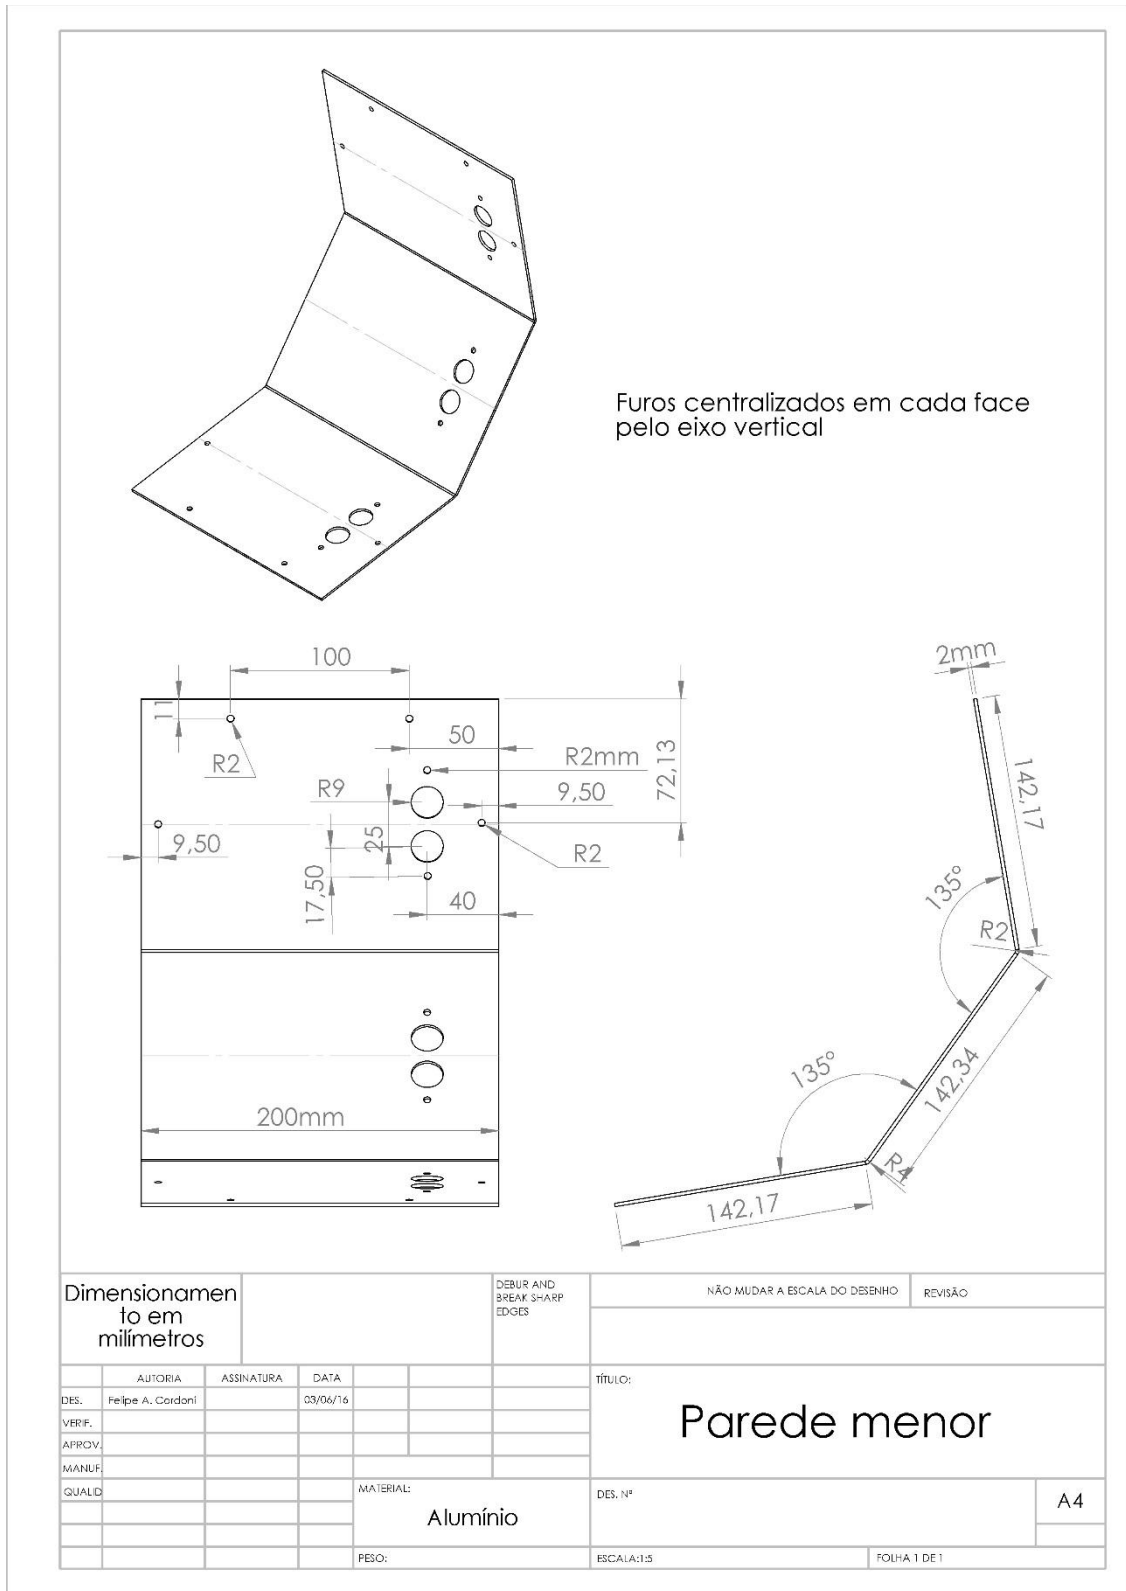 Furos centralizados em cada face
pelo eixo vertical
100
11
50
R2
R2mm
72,13
R9
9,50
25
9,50
R2
17,50
40
200mm
2mm
142,17
135°
R2
142,34
135°
R4
142,17
Dimensionamen
to em
milímetros
DEBUR AND
BREAK SHARP
EDGES
NÃO MUDAR A ESCALA DO DESENHO
REVISÃO
AUTORIA
ASSINATURA
DATA
TÍTULO:
DES.
Felipe A. Cardoni
03/06/16
Parede menor
VERIF.
APROV.
MANUF.
QUALID
MATERIAL:
Alumínio
DES. Nº
A4
PESO:
ESCALA:1:5
FOLHA 1 DE 1